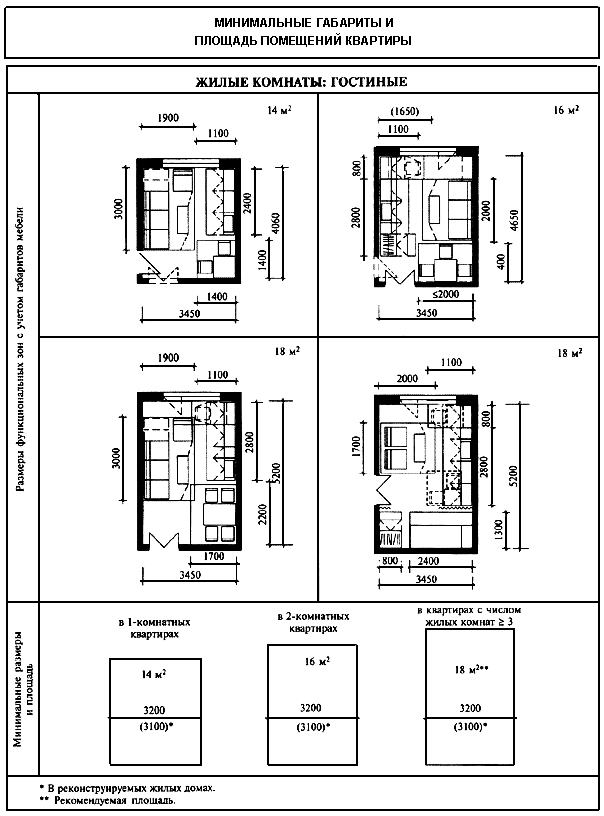 МИНИМАЛЬНЫЕ ГАБАРИТЫ И
ПЛОЩАДЬ ПОМЕЩЕНИЙ КВАРТИРЫ
ЖИЛЫЕ КОМНАТЫ: ГОСТИНЫЕ
Размеры функциональных зон с учетом габаритов мебели
14 м²
1900
1100
3000
2400
4060
1400
1400
3450
16 м²
(1650)
1100
800
2800
2000
4650
400
≤2000
3450
18 м²
1900
1100
3000
2800
5200
2200
1700
3450
18 м²
1100
2000
1700
800
2800
5200
1300
800
2400
3450
Минимальные размеры
и площадь
в 1-комнатных
квартирах
14 м²
3200
(3100)*
в 2-комнатных
квартирах
16 м²
3200
(3100)*
в квартирах с числом
жилых комнат ≥ 3
18 м²**
3200
(3100)*
* В реконструируемых жилых домах.
** Рекомендуемая площадь.